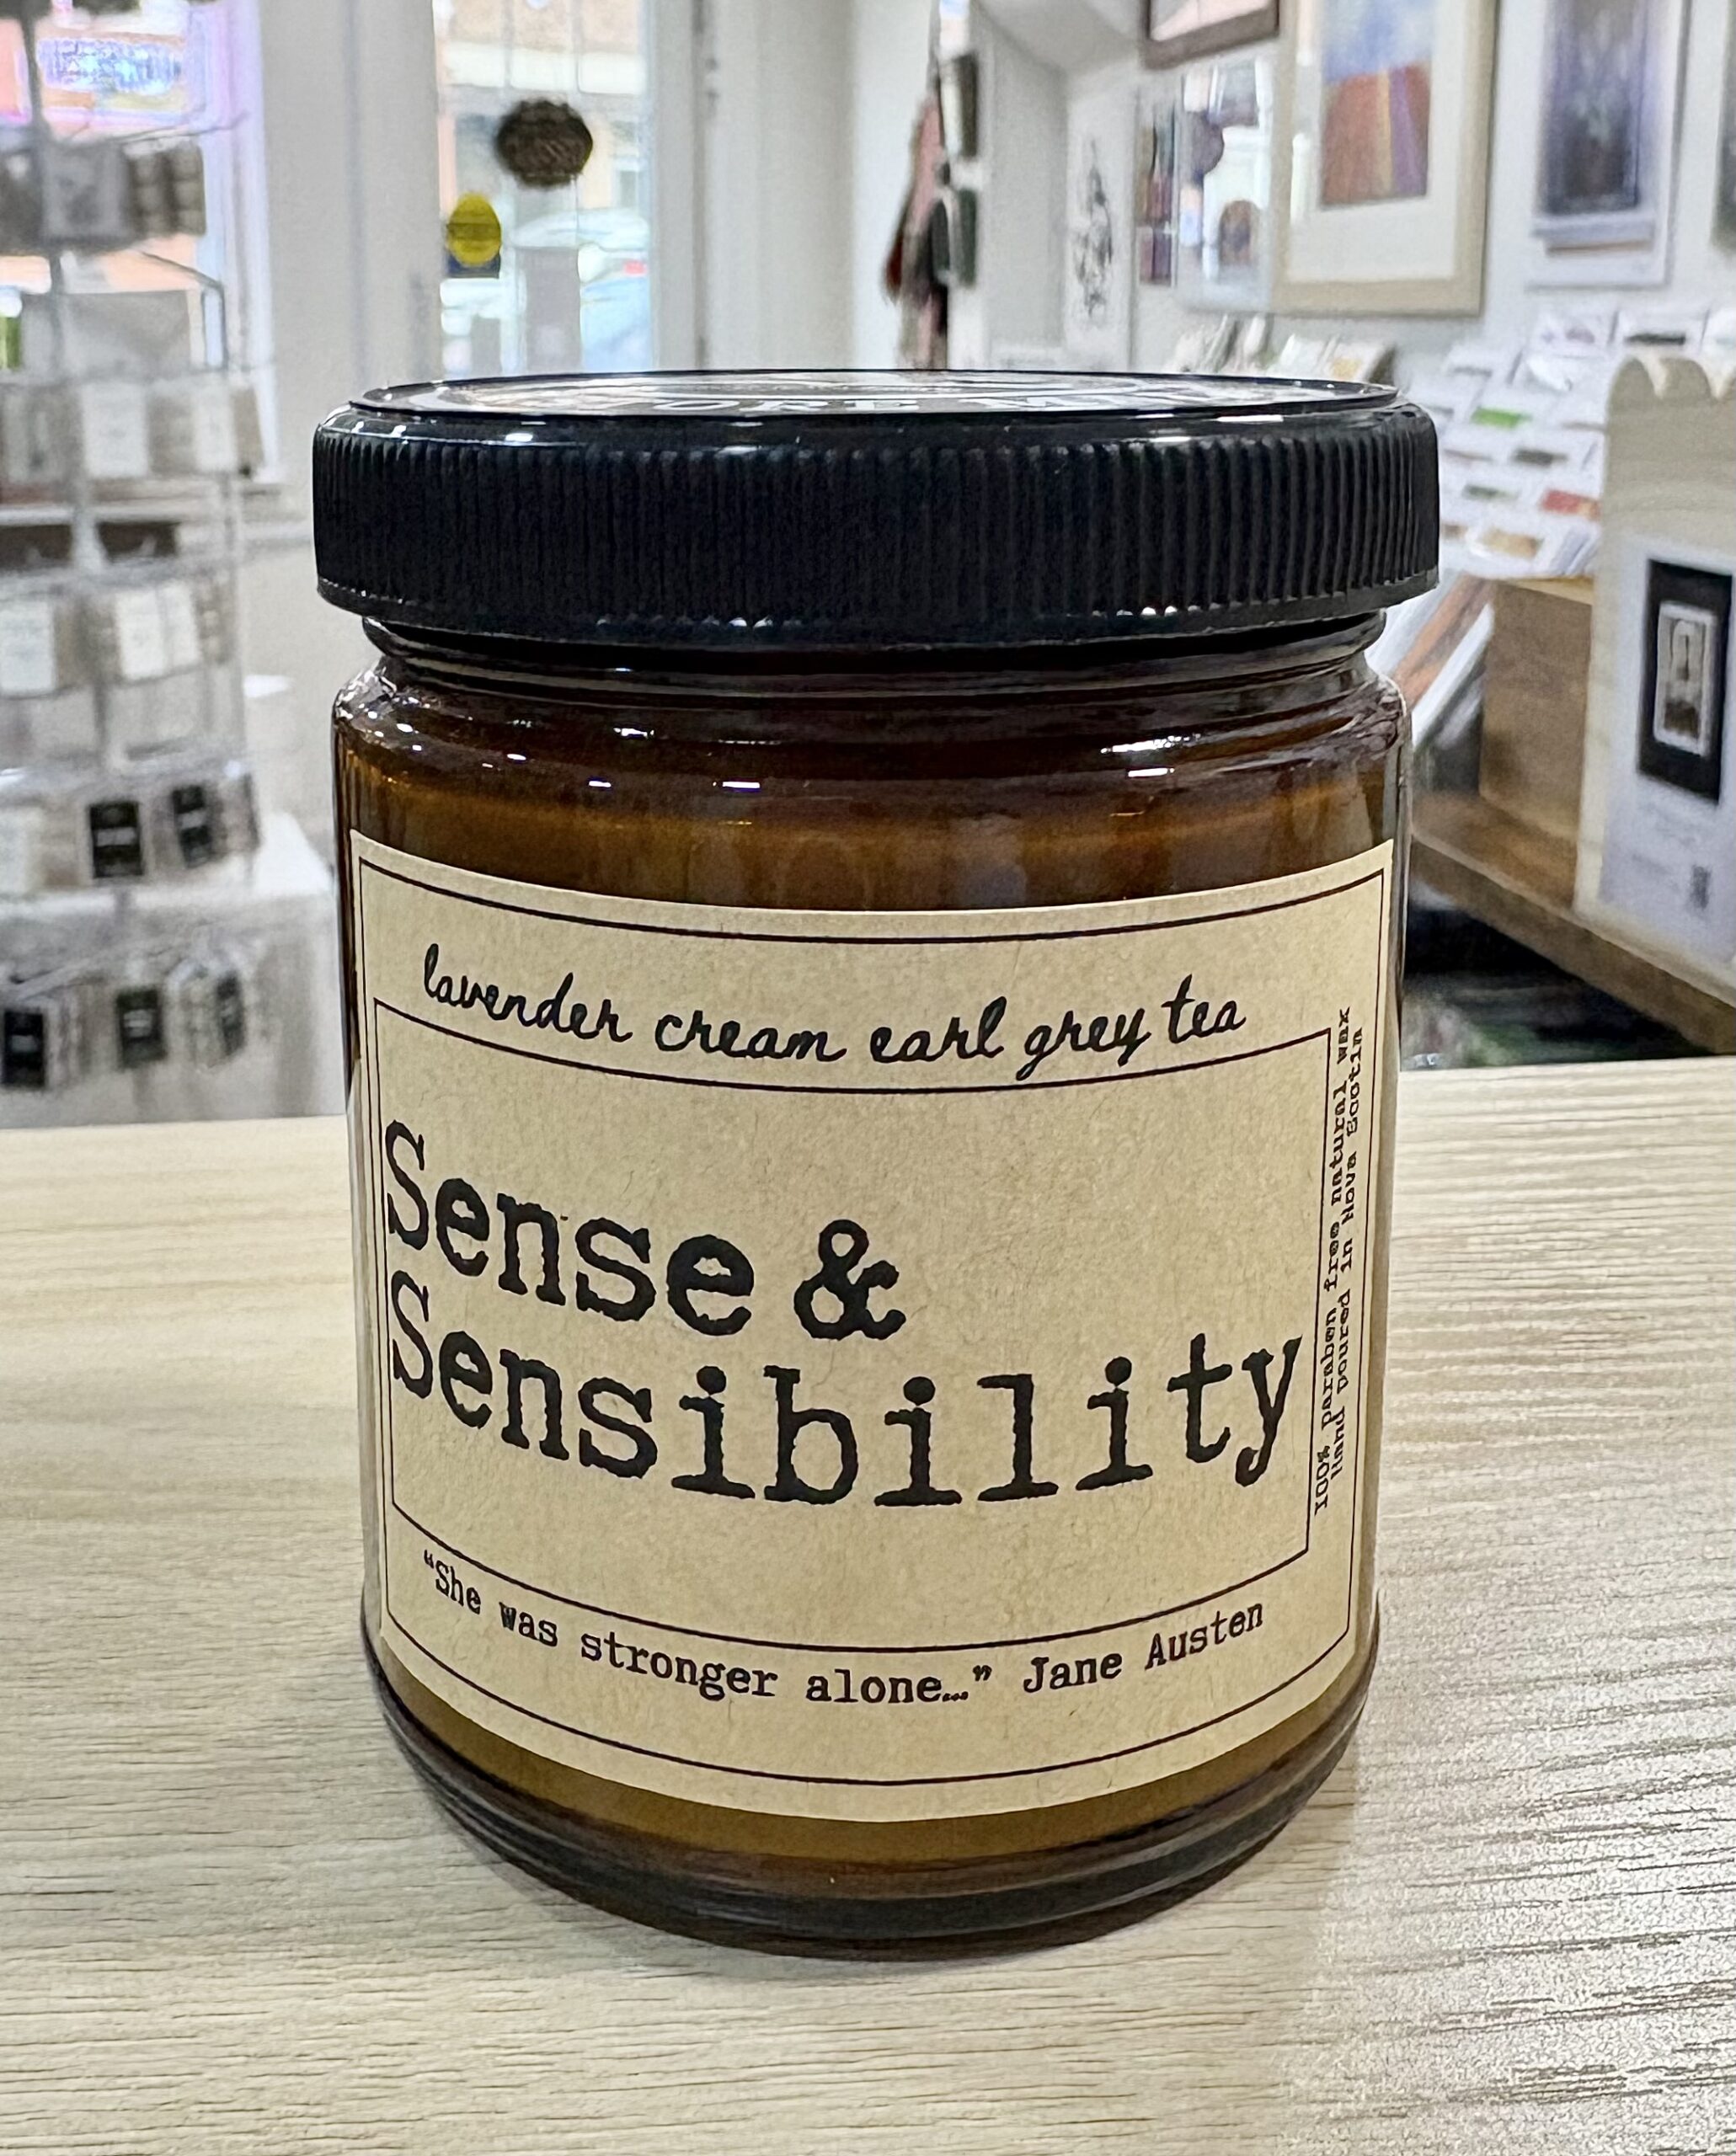 lavender cream earl grey tea
Sense &
Sensibility
"She was stronger alone…" Jane Austen
100% paraben free natural wax
Hand poured in Nova Scotia